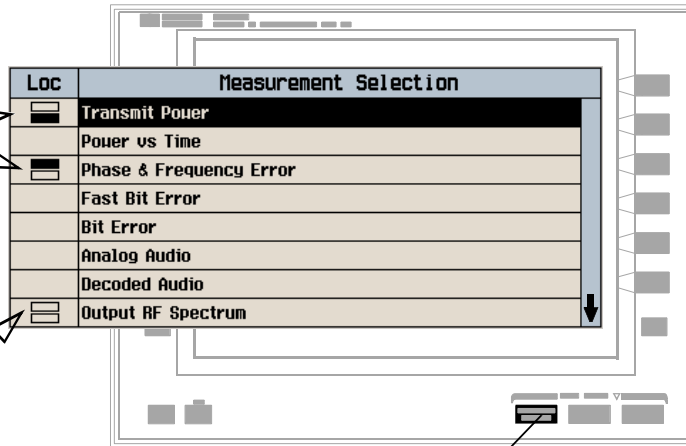 Loc Measurement Selection
Transmit Power
Power vs Time
Phase & Frequency Error
Fast Bit Error
Bit Error
Analog Audio
Decoded Audio
Output RF Spectrum